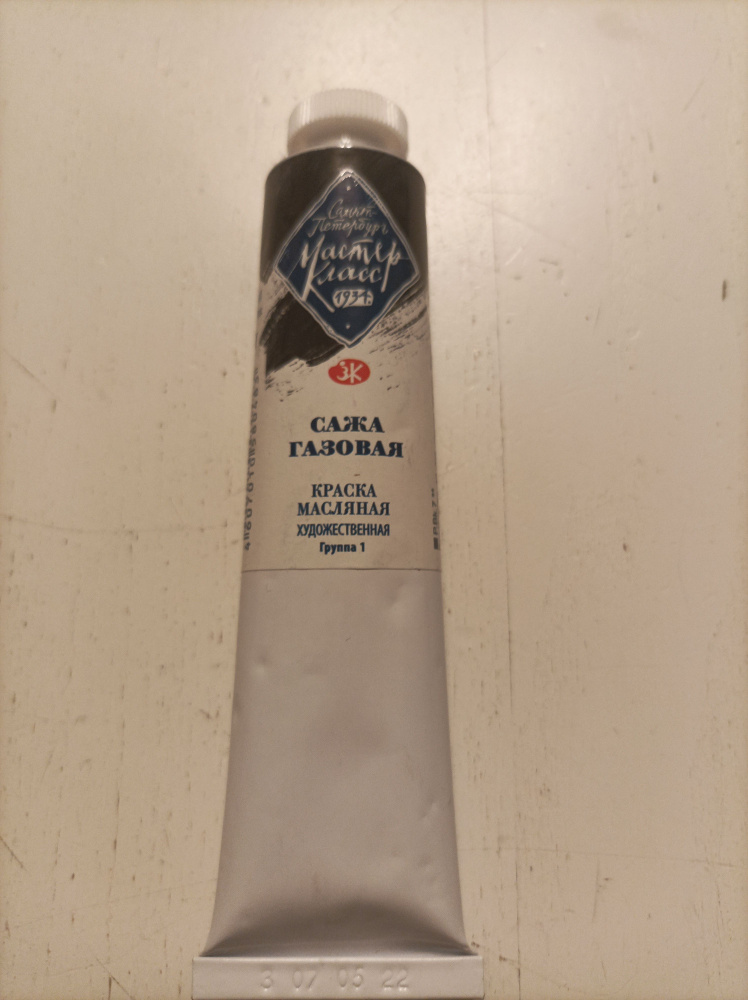 Санкт-
Петербург
Мастер
Класс
1934г.
ЗК
САЖА
ГАЗОВАЯ
КРАСКА
МАСЛЯНАЯ
ХУДОЖЕСТВЕННАЯ
Группа 1
3 07 05 22